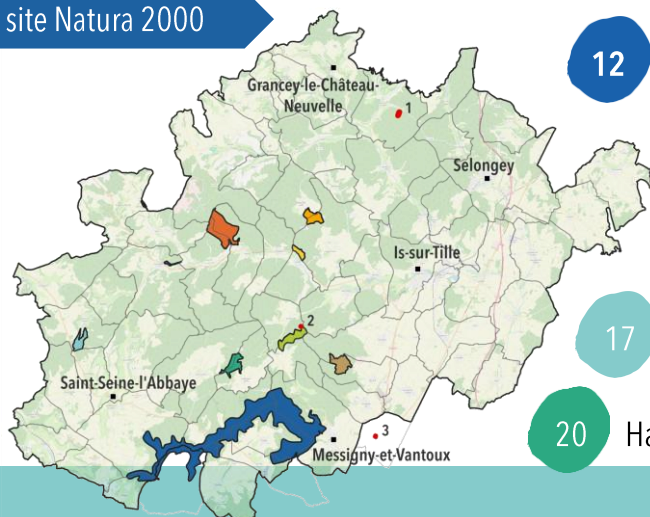 site Natura 2000
12
Grancey-le-Château-
Neuvelle
1
Selongey
Is-sur-Tille
2
17
Saint-Seine-l'Abbaye
3
20
Ha
Messigny-et-Vantoux